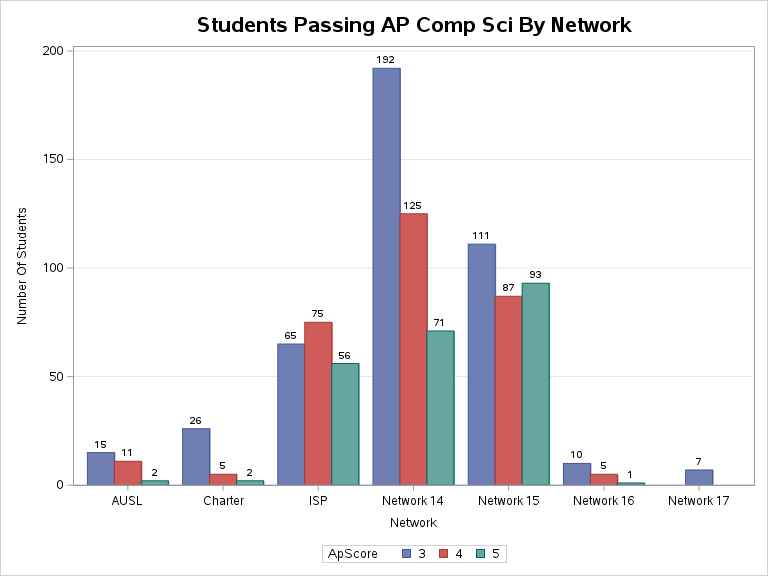 Students Passing AP Comp Sci By Network
Number Of Students
200
150
100
50
0
15
11
2
26
5
2
65
75
56
192
125
71
111
87
93
10
5
1
7
AUSL
Charter
ISP
Network 14
Network 15
Network 16
Network 17
Network
ApScore 3 4 5